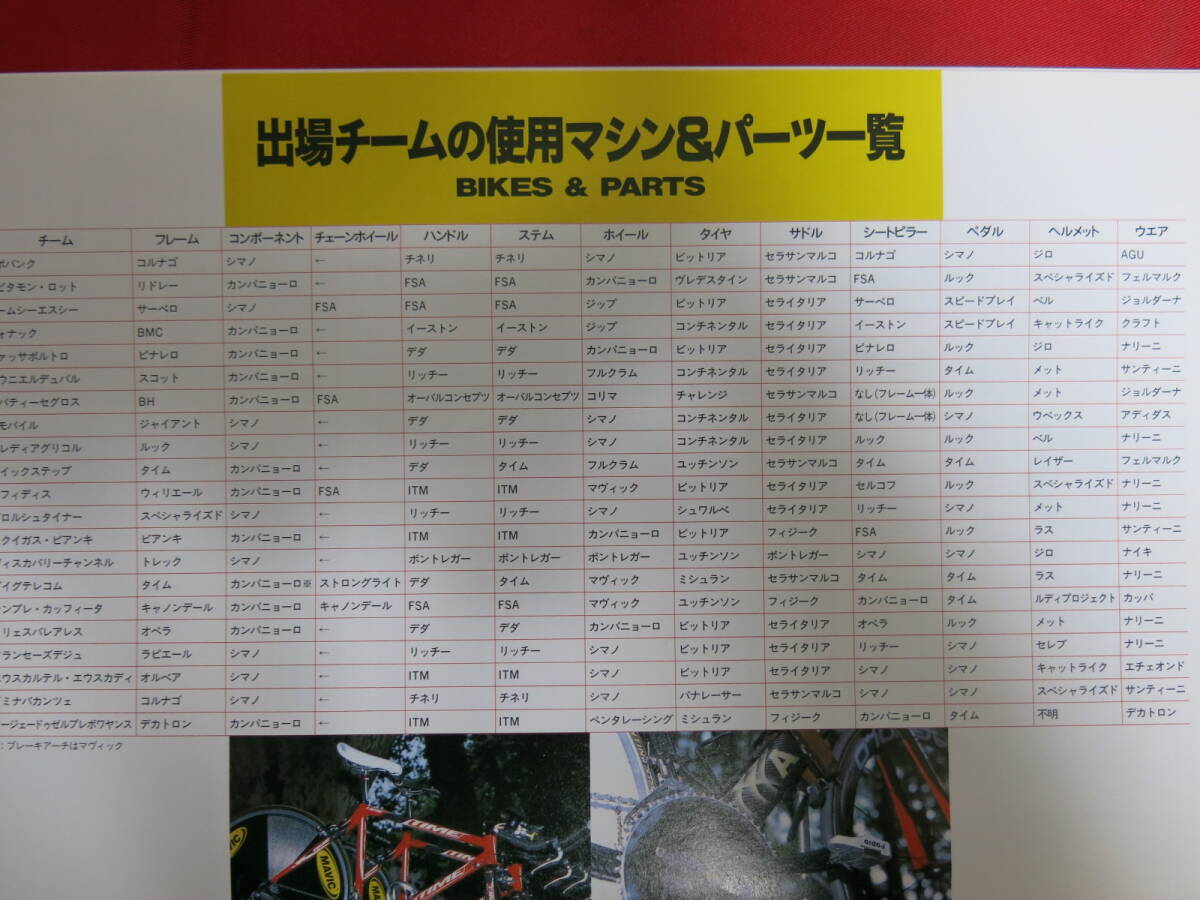 出場チームの使用マシン&パーツ一覧
BIKES & PARTS
チーム フレーム コンポーネント チェーンホイール ハンドル ステム ホイール タイヤ サドル シートピラー ペダル ヘルメット ウエア
ボバンク コルナゴ シマノ ← チネリ チネリ シマノ ビットリア セラサンマルコ コルナゴ シマノ ジロ AGU
ビタモン・ロット リドレー カンパニョーロ ← FSA FSA カンパニョーロ ヴレデスタイン セラサンマルコ FSA ルック スペシャライズド フェルマルク
ームシーエスシー サーベロ シマノ FSA FSA FSA ジップ ビットリア セライタリア サーベロ スピードプレイ ベル ジョルダーナ
ォナック BMC カンパニョーロ ← イーストン イーストン ジップ コンチネンタル セライタリア イーストン スピードプレイ キャットライク クラフト
ァッサボルトロ ピナレロ カンパニョーロ ← デダ デダ カンパニョーロ ビットリア セライタリア ピナレロ ルック ジロ ナリーニ
ウニエルデュバル スコット カンパニョーロ ← リッチー リッチー フルクラム コンチネンタル セライタリア リッチー タイム メット サンティーニ
バティーセグロス BH カンパニョーロ FSA オーバルコンセプツ オーバルコンセプツ コリマ チャレンジ セラサンマルコ なし(フレーム一体) ルック メット ジョルダーナ
モバイル ジャイアント シマノ ← デダ デダ シマノ コンチネンタル セライタリア なし(フレーム一体) シマノ ウベックス アディダス
レディアグリコル ルック シマノ ← リッチー リッチー シマノ コンチネンタル セライタリア ルック ルック ベル ナリーニ
イックステップ タイム カンパニョーロ ← デダ タイム フルクラム ユッチンソン セラサンマルコ タイム タイム レイザー フェルマルク
フィディス ウィリエール カンパニョーロ FSA ITM ITM マヴィック ビットリア セライタリア セルコフ ルック スペシャライズド ナリーニ
ロルシュタイナー スペシャライズド シマノ ← リッチー リッチー シマノ シュワルベ セライタリア リッチー シマノ メット ナリーニ
クイガス・ビアンキ ビアンキ カンパニョーロ ← ITM ITM カンパニョーロ ビットリア フィジーク FSA ルック ラス サンティーニ
ィスカバリーチャンネル トレック シマノ ← ボントレガー ボントレガー ボントレガー ユッチンソン ボントレガー シマノ シマノ ジロ ナイキ
イグテレコム タイム カンパニョーロ※ ストロングライト デダ タイム マヴィック ミシュラン セラサンマルコ タイム タイム ラス ナリーニ
ンプレ・カッフィータ キャノンデール カンパニョーロ キャノンデール FSA FSA マヴィック ユッチンソン フィジーク カンパニョーロ タイム ルディプロジェクト カッパ
リェスバレアレス オペラ カンパニョーロ ← デダ デダ カンパニョーロ ビットリア セライタリア オペラ ルック メット ナリーニ
ランセーズデジュ ラピエール シマノ ← リッチー リッチー シマノ ビットリア セライタリア リッチー シマノ セレブ ナリーニ
エウスカルテル・エウスカディ オルベア シマノ ← ITM ITM シマノ ビットリア セライタリア シマノ シマノ キャットライク エチェオンド
ミナバカンツェ コルナゴ シマノ ← チネリ チネリ シマノ パナレーサー セラサンマルコ シマノ シマノ スペシャライズド サンティーニ
ージェードゥゼルプレボワヤンス デカトロン カンパニョーロ ← ITM ITM ペンタレーシング ミシュラン フィジーク カンパニョーロ タイム 不明 デカトロン
：ブレーキアーチはマヴィック
TIME
TIME
MAVIC
MAVIC